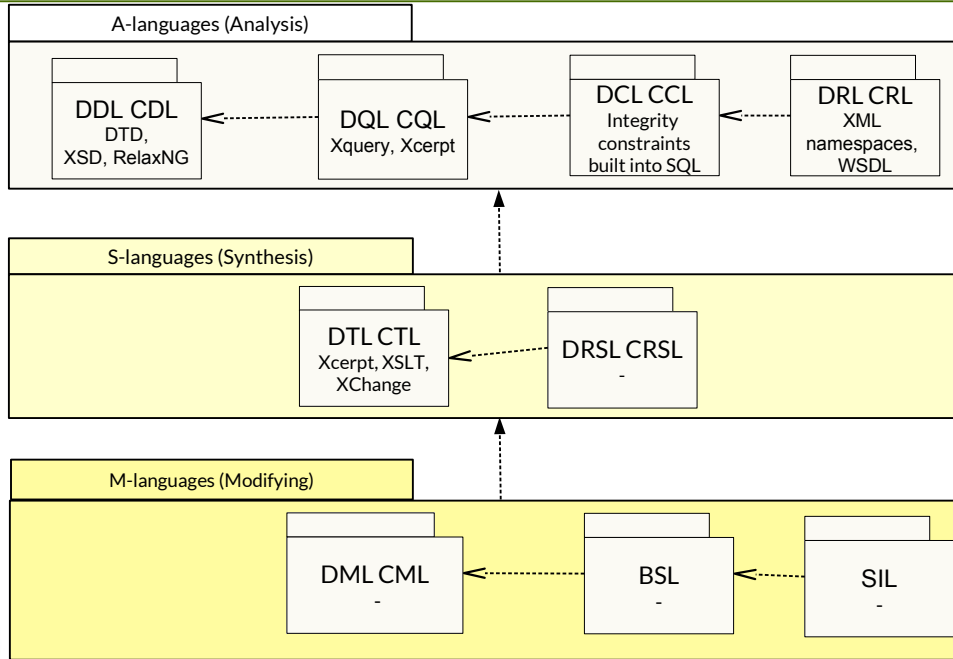 A-languages (Analysis)
DDL CDL
DTD,
XSD, RelaxNG
DQL CQL
Xquery, Xcerpt
DCL CCL
Integrity
constraints
built into SQL
DRL CRL
XML
namespaces,
WSDL
S-languages (Synthesis)
DTL CTL
Xcerpt, XSLT,
XChange
DRSL CRSL
-
M-languages (Modifying)
DML CML
-
BSL
-
SIL
-